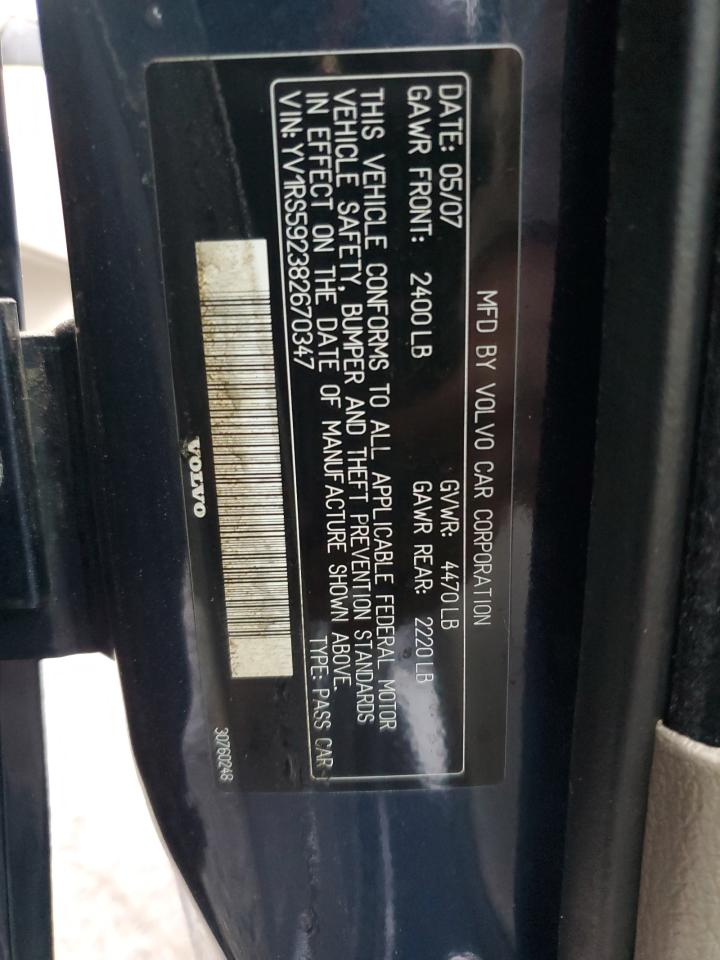 MFD BY VOLVO CAR CORPORATION
DATE: 05/07 GVWR: 4470 LB
GAWR FRONT: 2400 LB GAWR REAR: 2220 LB
THIS VEHICLE CONFORMS TO ALL APPLICABLE FEDERAL MOTOR
VEHICLE SAFETY, BUMPER AND THEFT PREVENTION STANDARDS
IN EFFECT ON THE DATE OF MANUFACTURE SHOWN ABOVE.
VIN: YV1RS592382670347 TYPE: PASS CAR
VOLVO
30760248